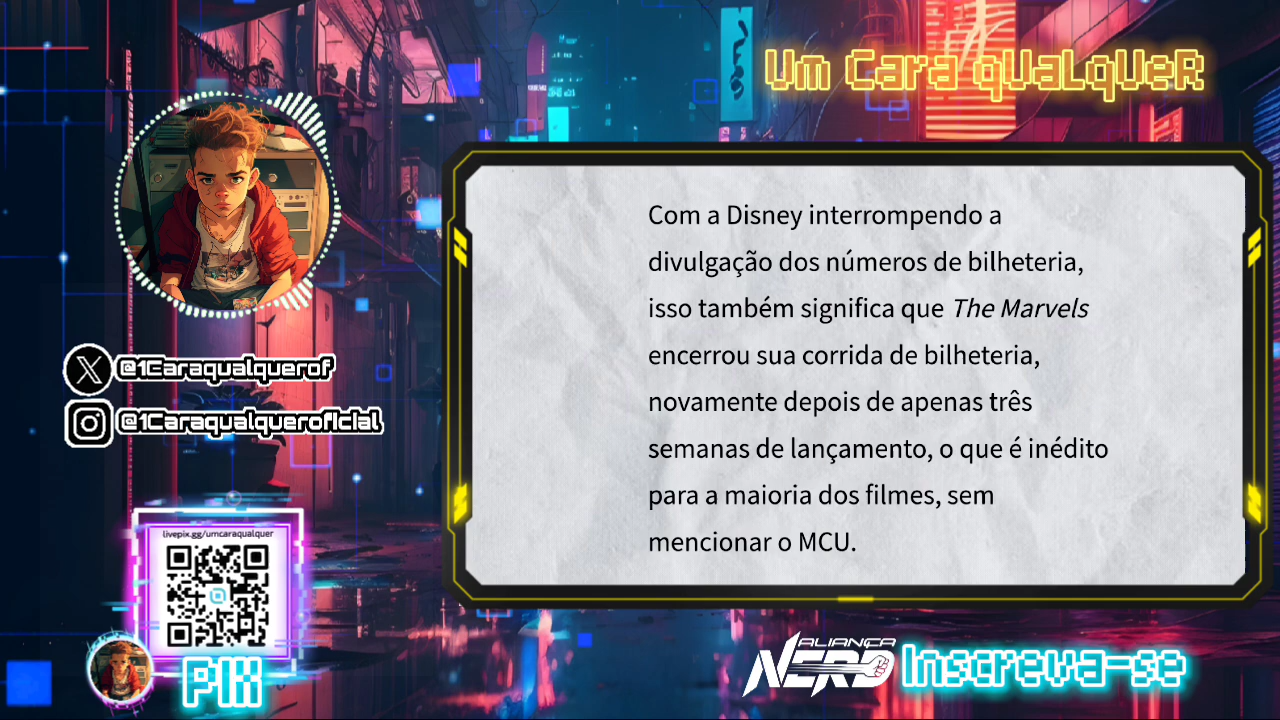 Um Cara qUaLqUeR
Com a Disney interrompendo a
divulgação dos números de bilheteria,
isso também significa que The Marvels
encerrou sua corrida de bilheteria,
novamente depois de apenas três
semanas de lançamento, o que é inédito
para a maioria dos filmes, sem
mencionar o MCU.
@1Caraqualquerof
@1Caraqualqueroficial
livepix.gg/umcaraqualquer
PIX
ALIANÇA
NERD
Inscreva-se